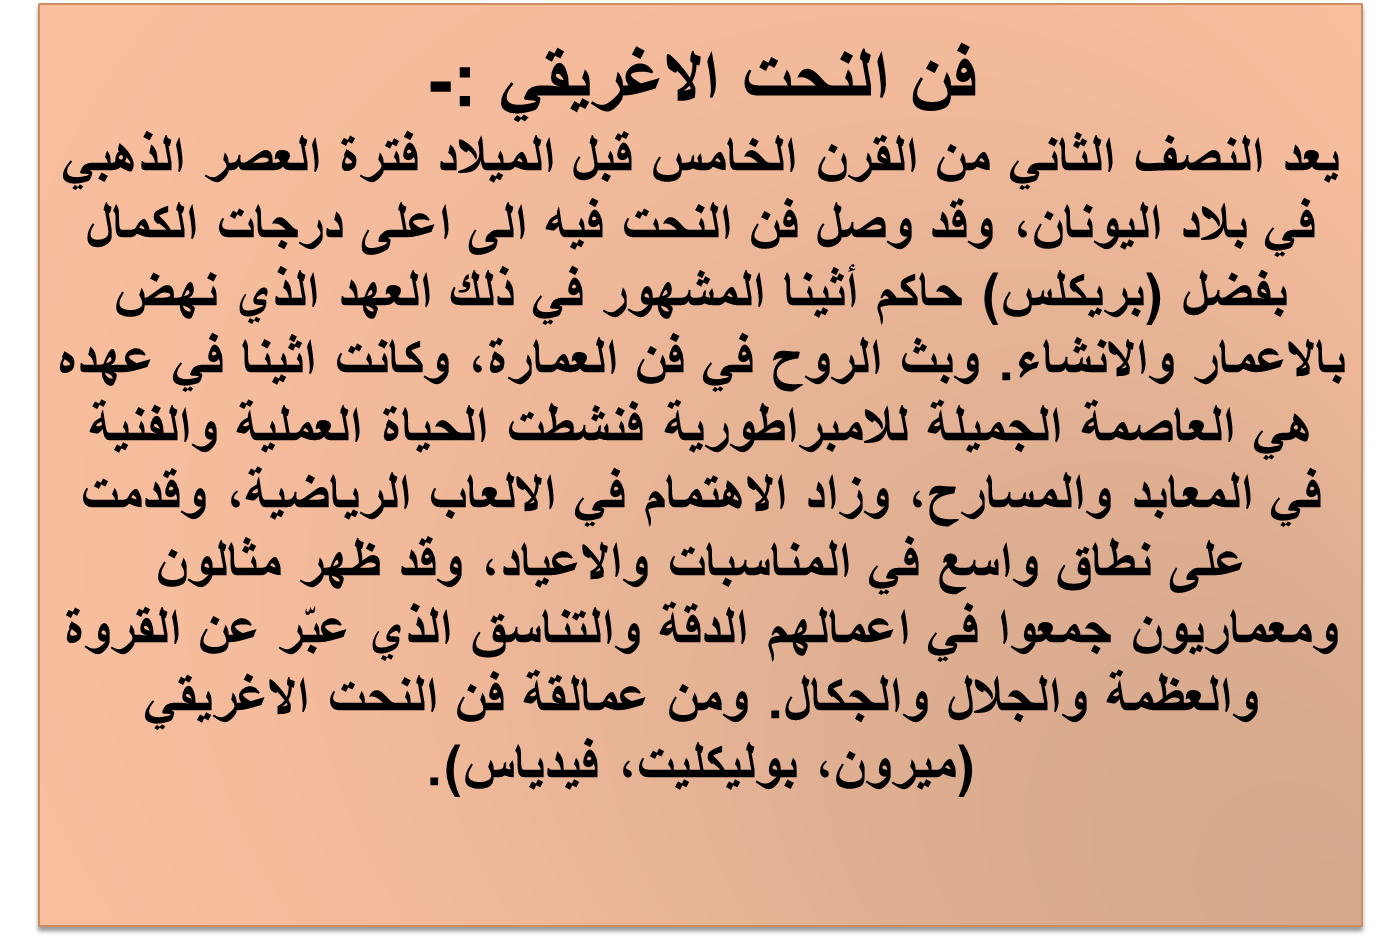 فن النحت الاغريقي :-
يعد النصف الثاني من القرن الخامس قبل الميلاد فترة العصر الذهبي
في بلاد اليونان، وقد وصل فن النحت فيه الى اعلى درجات الكمال
بفضل (بريكلس) حاكم أثينا المشهور في ذلك العهد الذي نهض
بالاعمار والانشاء. وبث الروح في فن العمارة، وكانت اثينا في عهده
هي العاصمة الجميلة للامبراطورية فنشطت الحياة العملية والفنية
في المعابد والمسارح، وزاد الاهتمام في الالعاب الرياضية، وقدمت
على نطاق واسع في المناسبات والاعياد، وقد ظهر مثالون
ومعماريون جمعوا في اعمالهم الدقة والتناسق الذي عبّر عن القروة
والعظمة والجلال والجكال. ومن عمالقة فن النحت الاغريقي
(ميرون، بوليكليت، فيدياس).